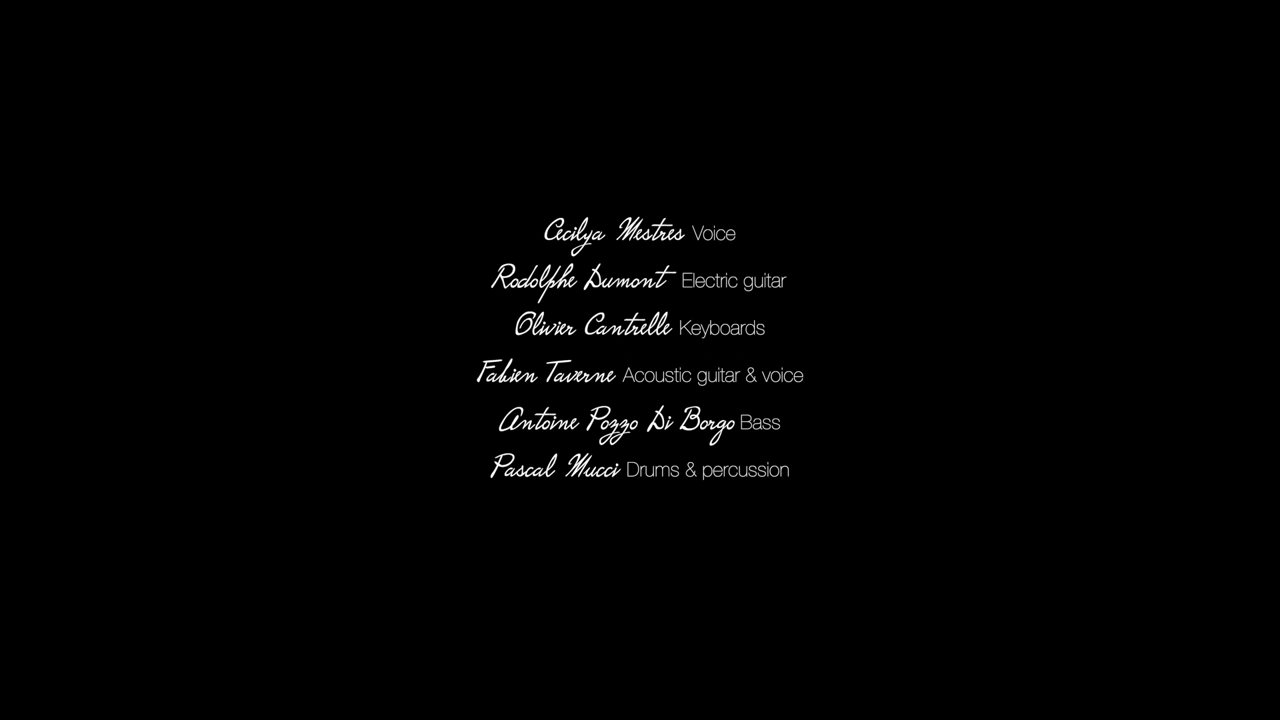 Cecilya Mestres Voice
Rodolphe Dumont Electric guitar
Olivier Cantrelle Keyboards
Fabien Taverne Acoustic guitar & voice
Antoine Pozzo Di Borgo Bass
Pascal Mucci Drums & percussion